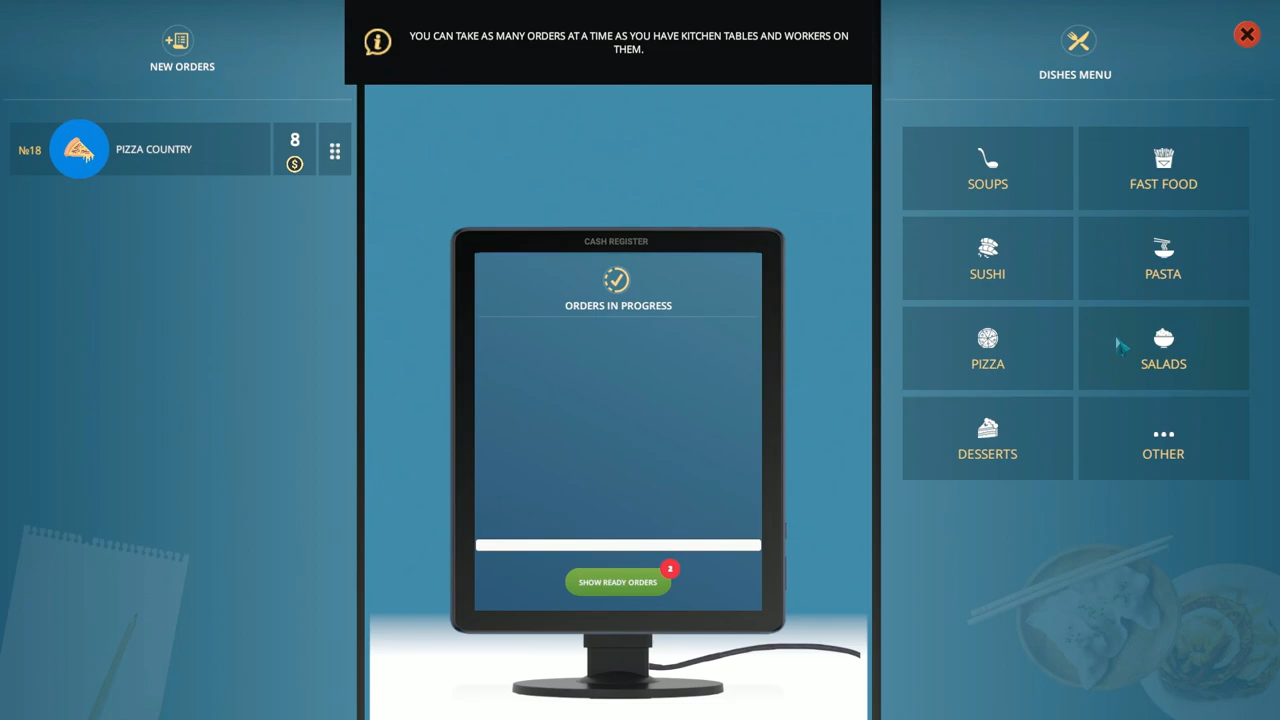 NEW ORDERS
№18
PIZZA COUNTRY
8
YOU CAN TAKE AS MANY ORDERS AT A TIME AS YOU HAVE KITCHEN TABLES AND WORKERS ON
THEM.
CASH REGISTER
ORDERS IN PROGRESS
2
SHOW READY ORDERS
DISHES MENU
SOUPS
FAST FOOD
SUSHI
PASTA
PIZZA
SALADS
DESSERTS
OTHER